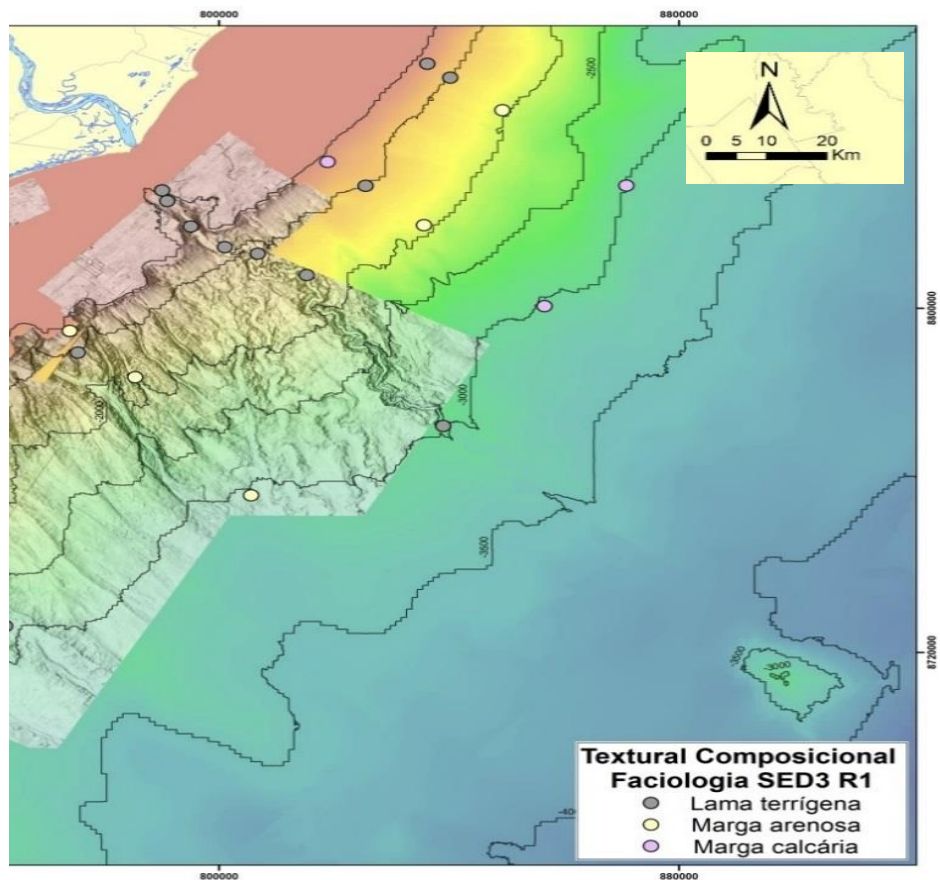 800000
880000
-2500
N
0 5 10 20
Km
8800000
-2000
-3000
-3500
8720000
-3500
-3000
Textural Composicional
Faciologia SED3 R1
Lama terrígena
Marga arenosa
Marga calcária
800000
880000